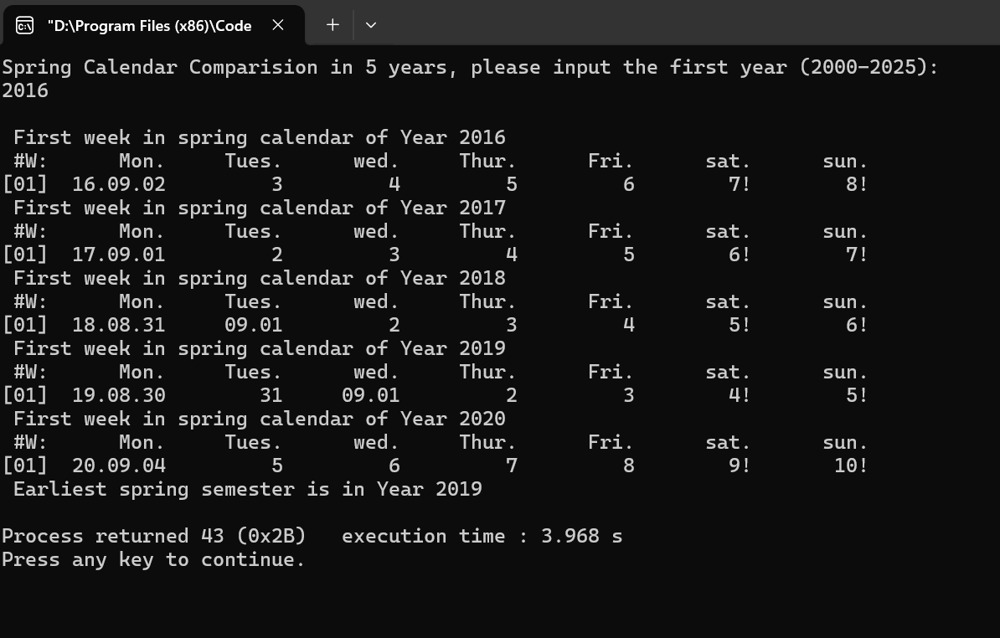 "D:\Program Files (x86)\Code
Spring Calendar Comparision in 5 years, please input the first year (2000-2025):
2016
First week in spring calendar of Year 2016
#W: Mon. Tues. wed. Thur. Fri. sat. sun.
[01] 16.09.02 3 4 5 6 7! 8!
First week in spring calendar of Year 2017
#W: Mon. Tues. wed. Thur. Fri. sat. sun.
[01] 17.09.01 2 3 4 5 6! 7!
First week in spring calendar of Year 2018
#W: Mon. Tues. wed. Thur. Fri. sat. sun.
[01] 18.08.31 09.01 2 3 4 5! 6!
First week in spring calendar of Year 2019
#W: Mon. Tues. wed. Thur. Fri. sat. sun.
[01] 19.08.30 31 09.01 2 3 4! 5!
First week in spring calendar of Year 2020
#W: Mon. Tues. wed. Thur. Fri. sat. sun.
[01] 20.09.04 5 6 7 8 9! 10!
Earliest spring semester is in Year 2019
Process returned 43 (0x2B) execution time : 3.968 s
Press any key to continue.